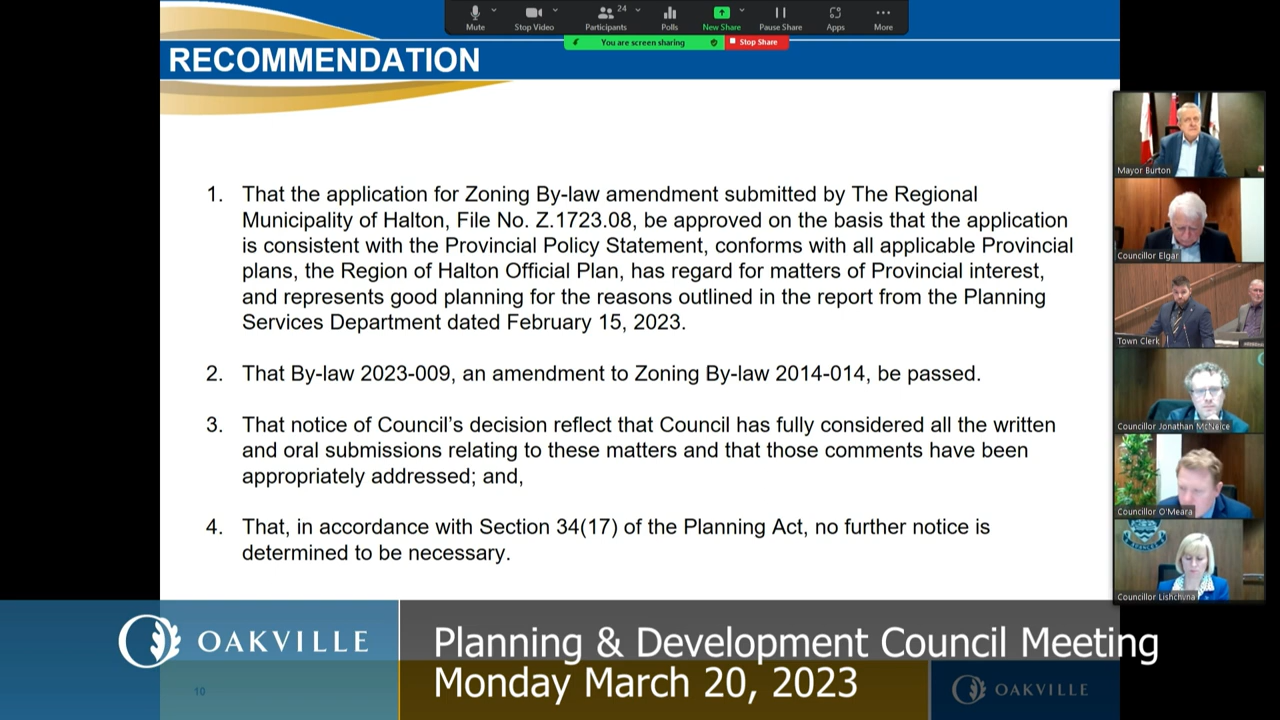 24
Mute
Stop Video
Participants
Polls
New Share
Pause Share
Apps
More
You are screen sharing
Stop Share
RECOMMENDATION
1. That the application for Zoning By-law amendment submitted by The Regional
Municipality of Halton, File No. Z.1723.08, be approved on the basis that the application
is consistent with the Provincial Policy Statement, conforms with all applicable Provincial
plans, the Region of Halton Official Plan, has regard for matters of Provincial interest,
and represents good planning for the reasons outlined in the report from the Planning
Services Department dated February 15, 2023.
2. That By-law 2023-009, an amendment to Zoning By-law 2014-014, be passed.
3. That notice of Council's decision reflect that Council has fully considered all the written
and oral submissions relating to these matters and that those comments have been
appropriately addressed; and,
4. That, in accordance with Section 34(17) of the Planning Act, no further notice is
determined to be necessary.
Mayor Burton
Councillor Elgar
Town Clerk
Councillor Jonathan McNeice
Councillor O'Meara
Councillor Lishchyna
OAKVILLE
Planning & Development Council Meeting
Monday March 20, 2023
10
OAKVILLE